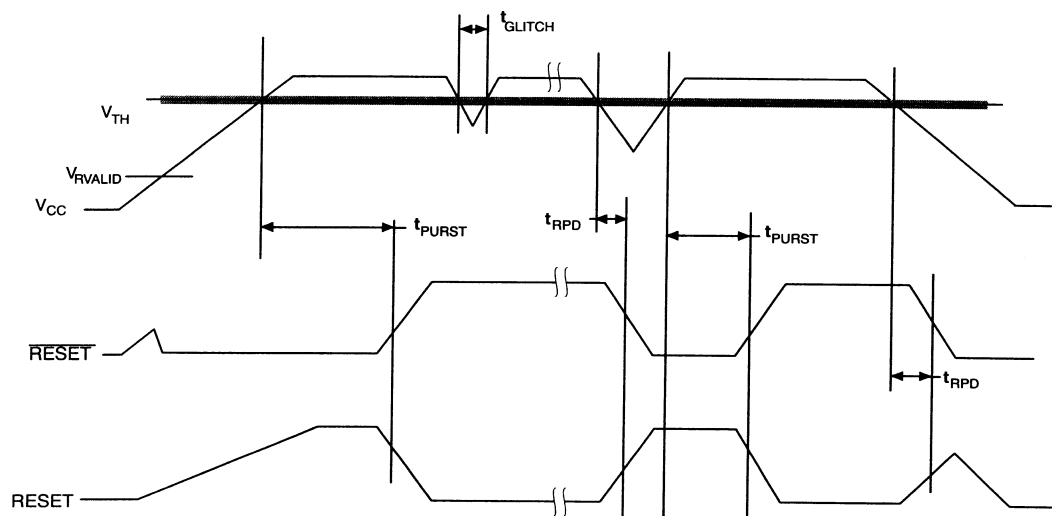 tGLITCH
VTH
VRVALID
VCC
tPURST
tRPD
tPURST
RESET
tRPD
RESET